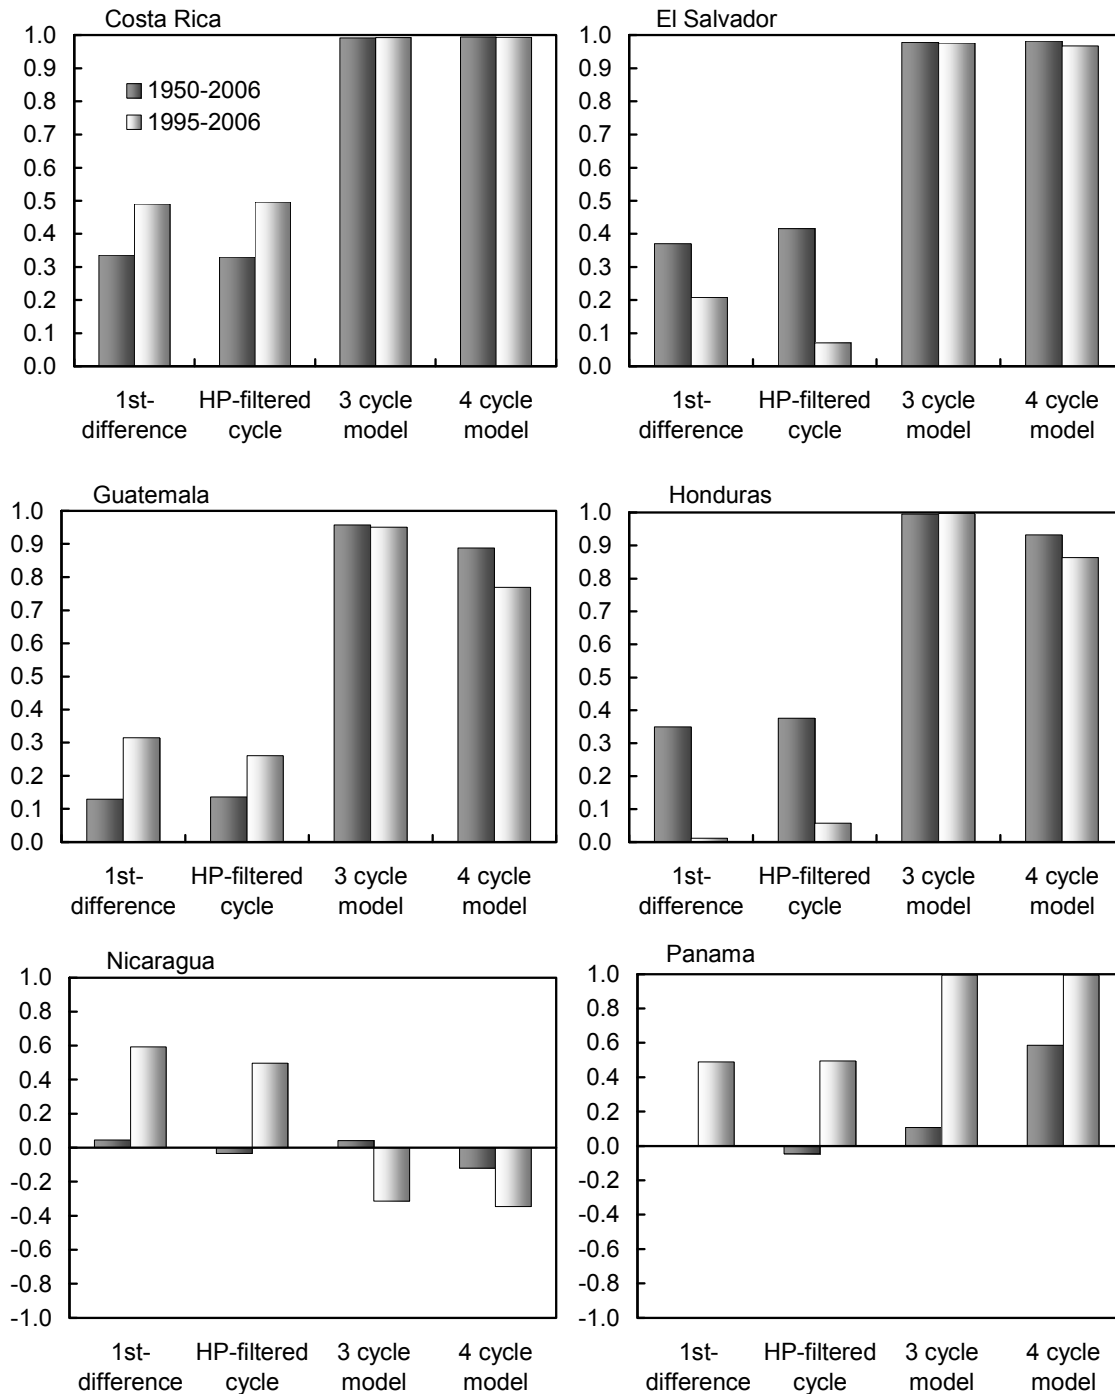 Costa Rica
1.0
0.9
0.8
0.7
0.6
0.5
0.4
0.3
0.2
0.1
0.0
1950-2006
1995-2006
1st-
difference
HP-filtered
cycle
3 cycle
model
4 cycle
model
El Salvador
1.0
0.9
0.8
0.7
0.6
0.5
0.4
0.3
0.2
0.1
0.0
1st-
difference
HP-filtered
cycle
3 cycle
model
4 cycle
model
Guatemala
1.0
0.9
0.8
0.7
0.6
0.5
0.4
0.3
0.2
0.1
0.0
1st-
difference
HP-filtered
cycle
3 cycle
model
4 cycle
model
Honduras
1.0
0.9
0.8
0.7
0.6
0.5
0.4
0.3
0.2
0.1
0.0
1st-
difference
HP-filtered
cycle
3 cycle
model
4 cycle
model
Nicaragua
1.0
0.8
0.6
0.4
0.2
0.0
-0.2
-0.4
-0.6
-0.8
-1.0
1st-
difference
HP-filtered
cycle
3 cycle
model
4 cycle
model
Panama
1.0
0.8
0.6
0.4
0.2
0.0
-0.2
-0.4
-0.6
-0.8
-1.0
1st-
difference
HP-filtered
cycle
3 cycle
model
4 cycle
model